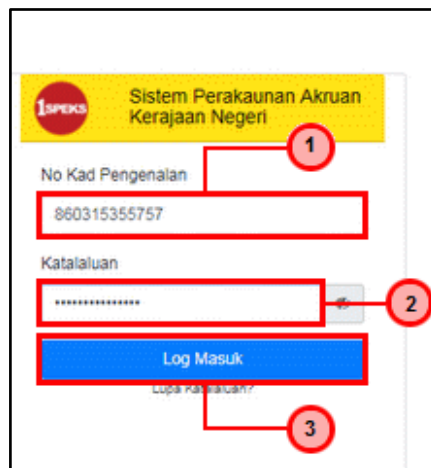 1SPEKS
Sistem Perakaunan Akruan
Kerajaan Negeri
1
No Kad Pengenalan
860315355757
Katalaluan
•••••••••••••••
2
Log Masuk
Lupa Katalaluan?
3